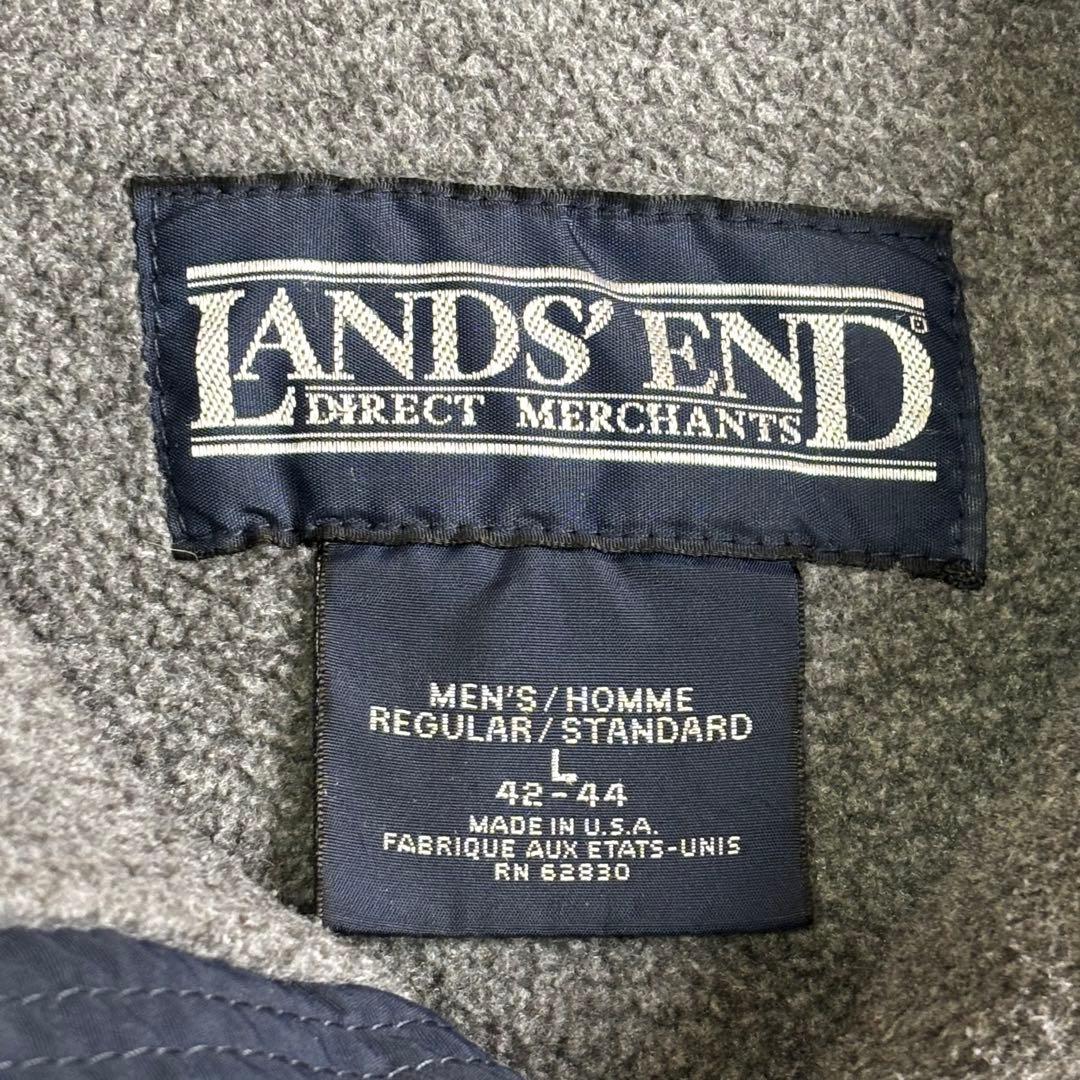 LANDS' END®
DIRECT MERCHANTS
MEN'S/HOMME
REGULAR/STANDARD
L
42-44
MADE IN U.S.A.
FABRIQUE AUX ETATS-UNIS
RN 62830